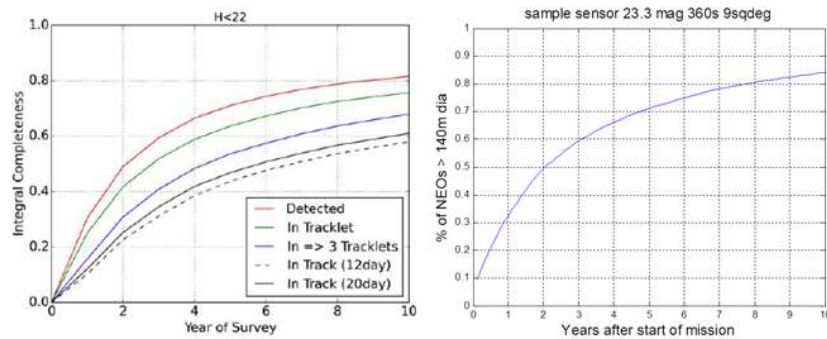 H<22
Integral Completeness
1.0
0.8
0.6
0.4
0.2
0.0
0 2 4 6 8 10
Year of Survey
Detected
In Tracklet
In => 3 Tracklets
In Track (12day)
In Track (20day)
sample sensor 23.3 mag 360s 9sqdeg
% of NEOs > 140m dia
1
0.9
0.8
0.7
0.6
0.5
0.4
0.3
0.2
0.1
0
0 1 2 3 4 5 6 7 8 9 10
Years after start of mission